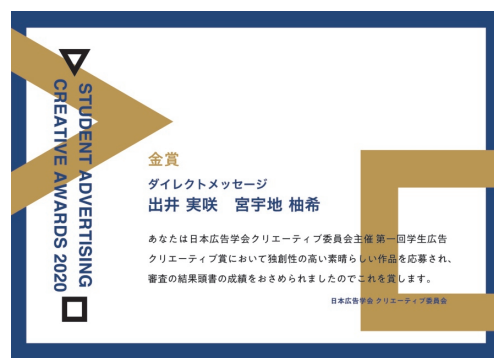 STUDENT ADVERTISING
CREATIVE AWARDS 2020
金賞
ダイレクトメッセージ
出井 実咲　宮宇地 柚希
あなたは日本広告学会クリエーティブ委員会主催 第一回学生広告
クリエーティブ賞において独創性の高い素晴らしい作品を応募され、
審査の結果頭書の成績をおさめられましたのでこれを賞します。
日本広告学会 クリエーティブ委員会